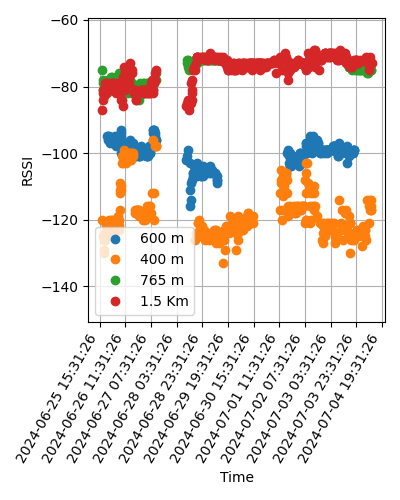 −60
−80
−100
−120
−140
RSSI
600 m
400 m
765 m
1.5 Km
2024-06-25 15:31:26
2024-06-26 11:31:26
2024-06-27 07:31:26
2024-06-28 03:31:26
2024-06-28 23:31:26
2024-06-29 19:31:26
2024-06-30 15:31:26
2024-07-01 11:31:26
2024-07-02 07:31:26
2024-07-03 03:31:26
2024-07-03 23:31:26
2024-07-04 19:31:26
Time